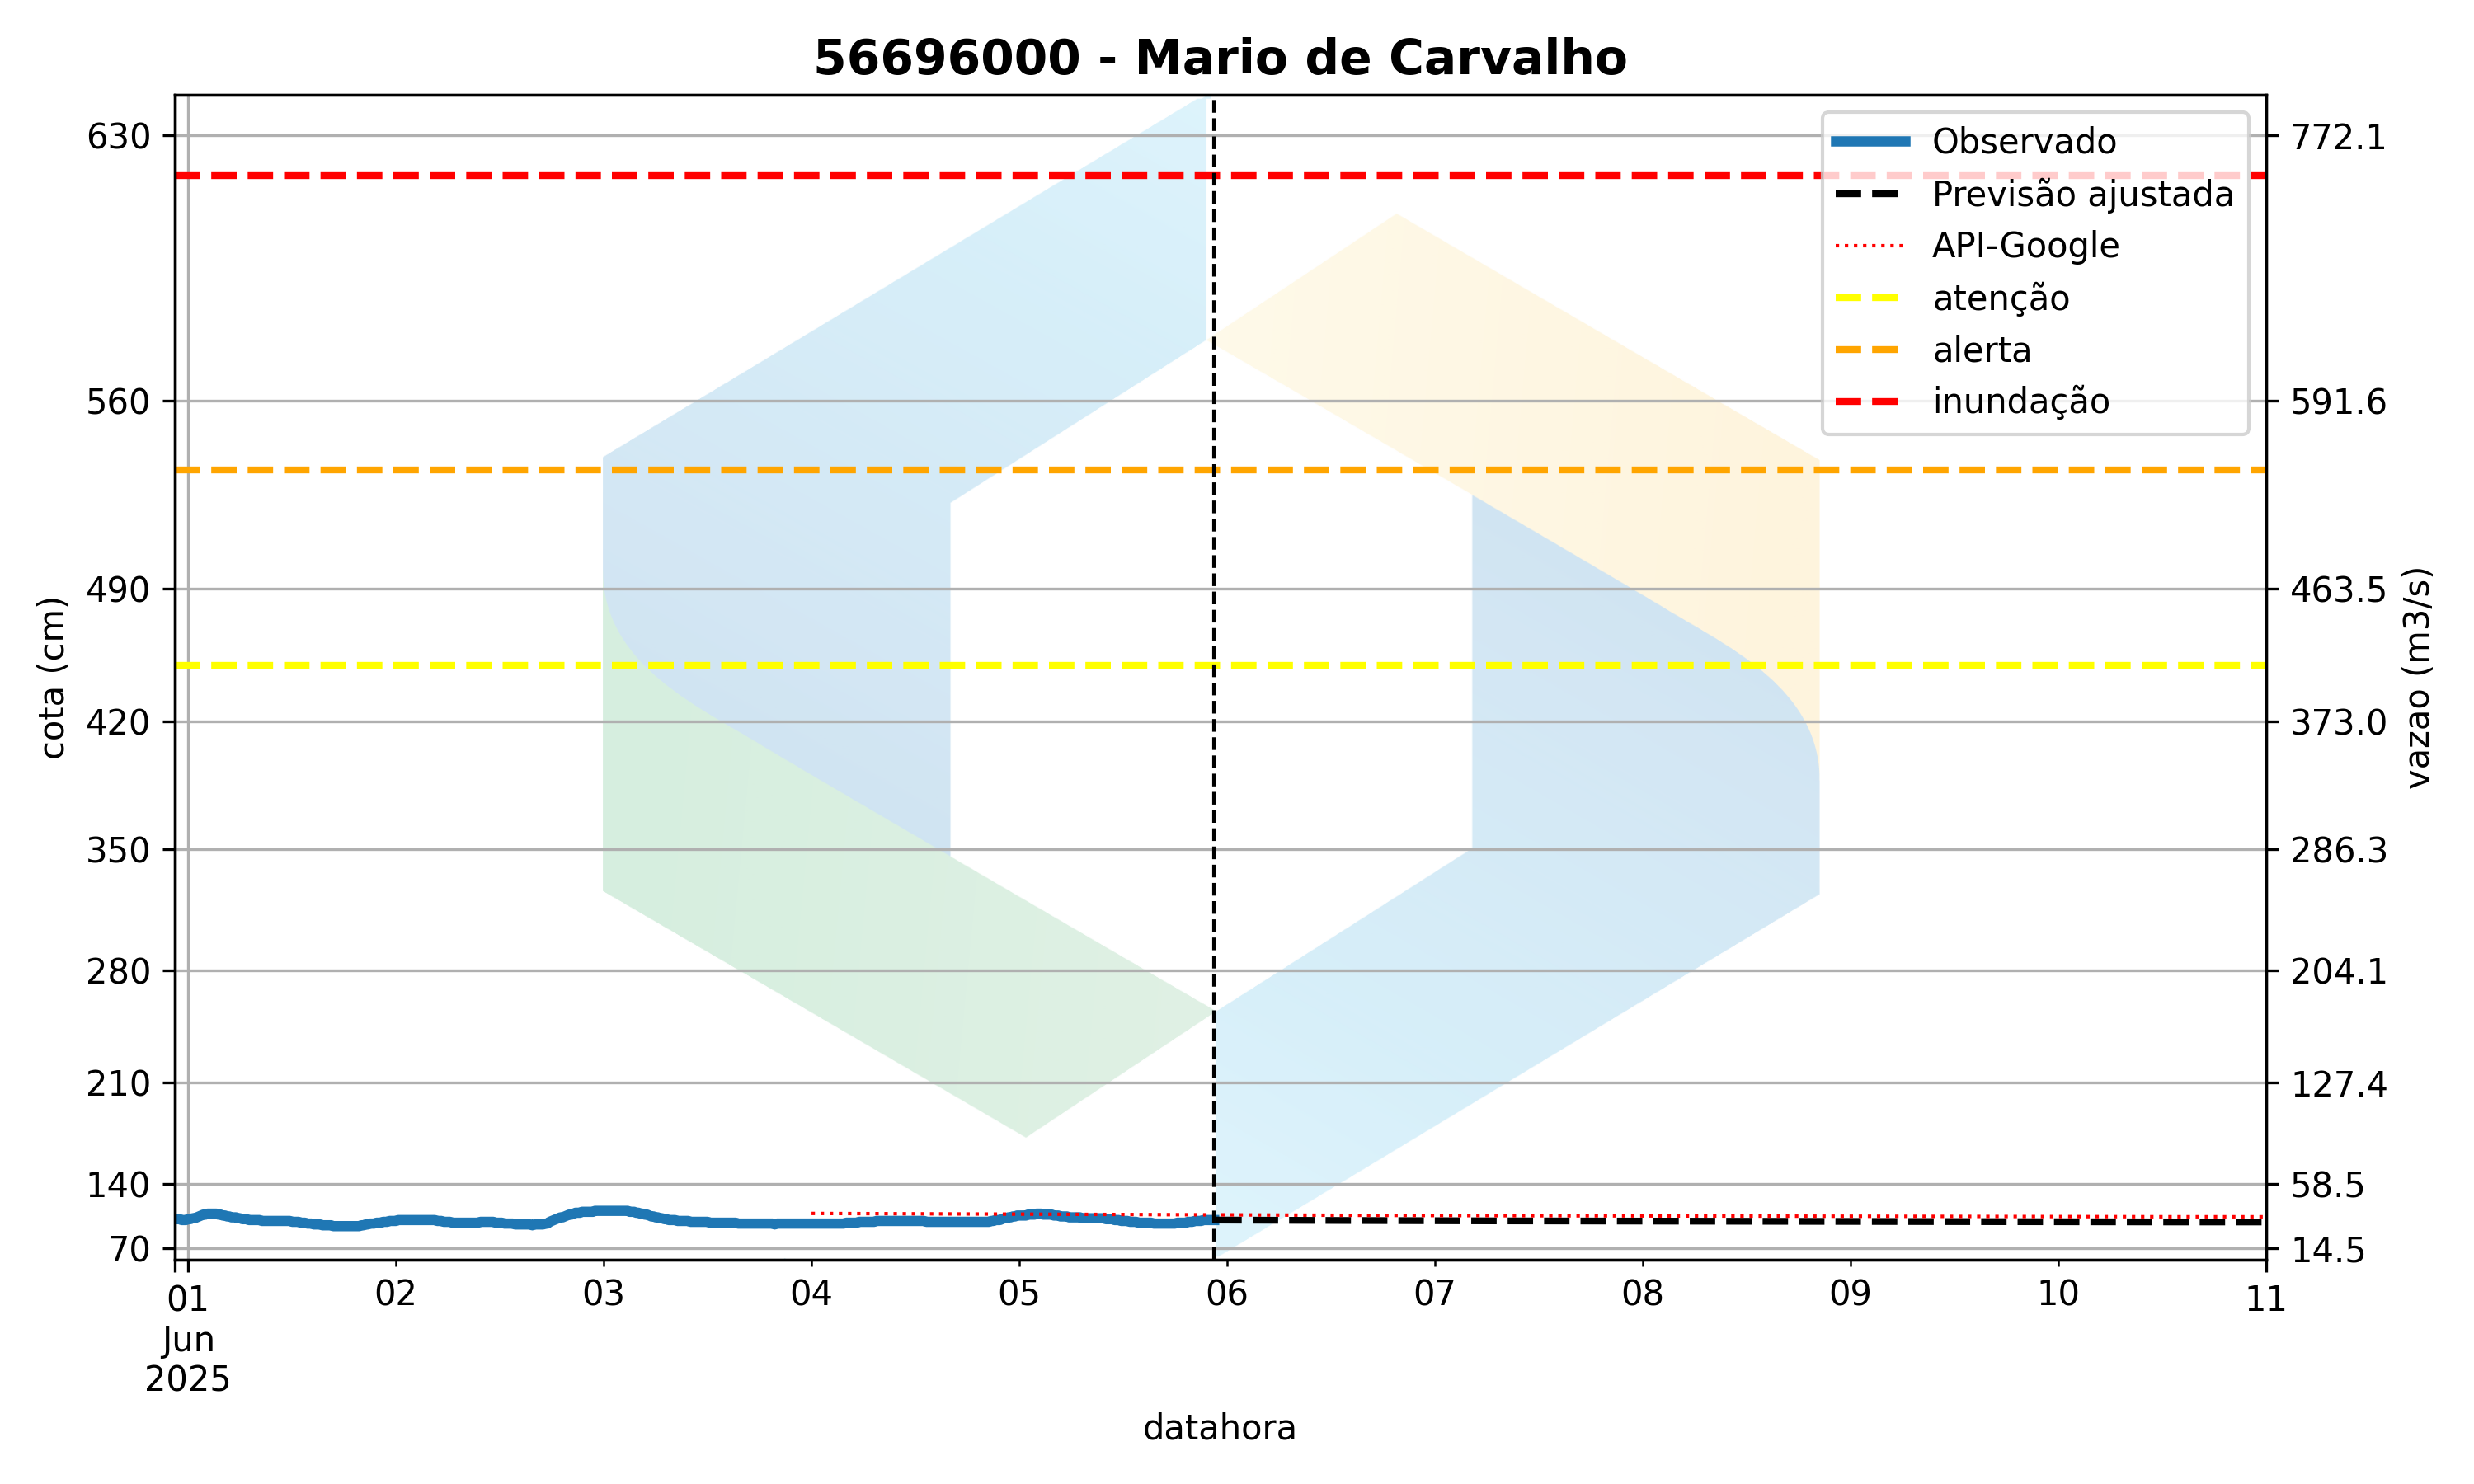 56696000 - Mario de Carvalho
630
560
490
420
350
280
210
140
70
cota (cm)
772.1
591.6
463.5
373.0
286.3
204.1
127.4
58.5
14.5
vazao (m3/s)
Observado
Previsão ajustada
API-Google
atenção
alerta
inundação
01 02 03 04 05 06 07 08 09 10 11
Jun
2025
datahora